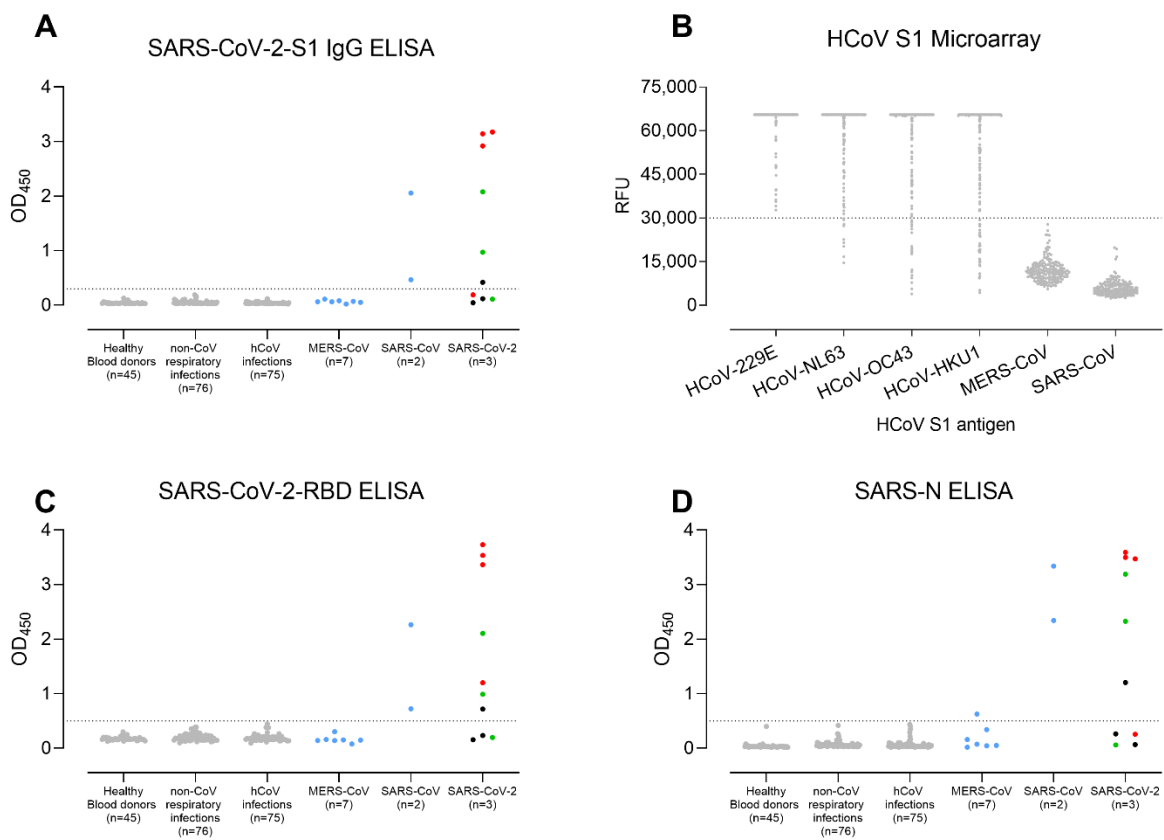 A
SARS-CoV-2-S1 IgG ELISA
4
3
2
1
0
OD450
Healthy
Blood donors
(n=45)
non-CoV
respiratory
infections
(n=76)
hCoV
infections
(n=75)
MERS-CoV
(n=7)
SARS-CoV
(n=2)
SARS-CoV-2
(n=3)
B
HCoV S1 Microarray
75,000
60,000
45,000
30,000
15,000
0
RFU
HCoV-229E
HCoV-NL63
HCoV-OC43
HCoV-HKU1
MERS-CoV
SARS-CoV
HCoV S1 antigen
C
SARS-CoV-2-RBD ELISA
4
3
2
1
0
OD450
Healthy
Blood donors
(n=45)
non-CoV
respiratory
infections
(n=76)
hCoV
infections
(n=75)
MERS-CoV
(n=7)
SARS-CoV
(n=2)
SARS-CoV-2
(n=3)
D
SARS-N ELISA
4
3
2
1
0
OD450
Healthy
Blood donors
(n=45)
non-CoV
respiratory
infections
(n=76)
hCoV
infections
(n=75)
MERS-CoV
(n=7)
SARS-CoV
(n=2)
SARS-CoV-2
(n=3)